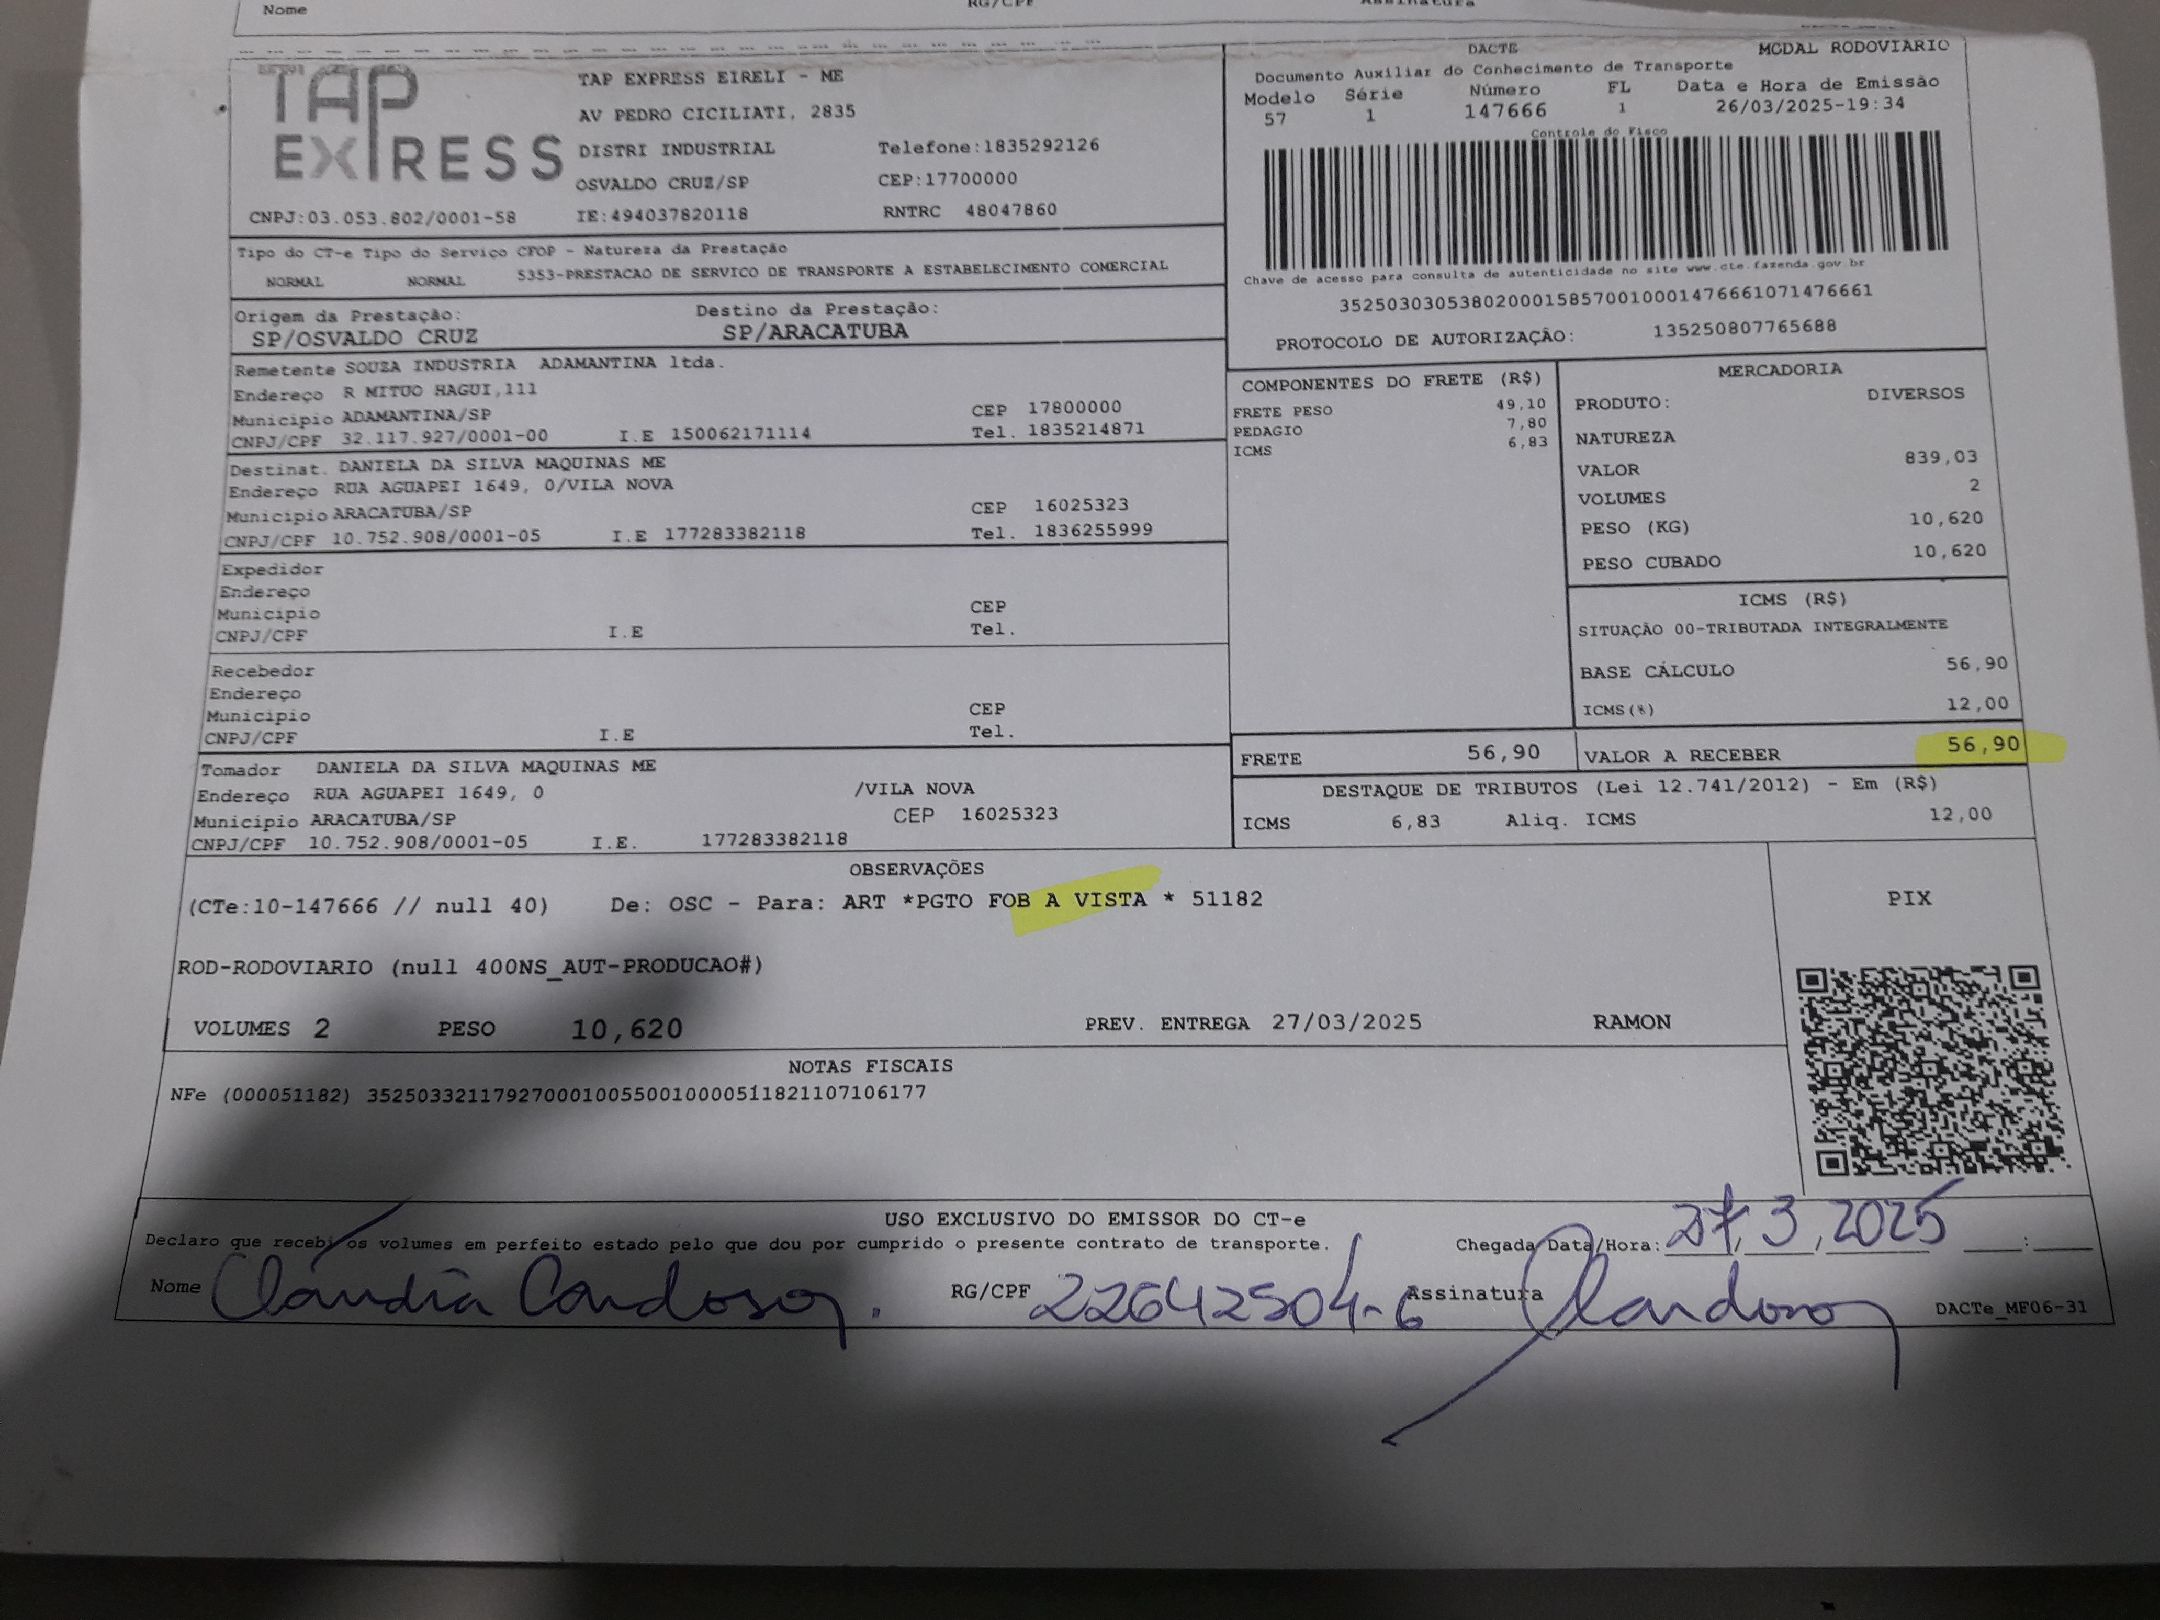 Nome RG/CPF Assinatura
TAP EXPRESS
TAP EXPRESS EIRELI - ME
AV PEDRO CICILIATI, 2835
DISTRI INDUSTRIAL Telefone:1835292126
OSVALDO CRUZ/SP CEP:17700000
CNPJ:03.053.802/0001-58 IE:494037820118 RNTRC 48047860
DACTE MODAL RODOVIARIO
Documento Auxiliar do Conhecimento de Transporte
Modelo Série Número FL Data e Hora de Emissão
57 1 147666 1 26/03/2025-19:34
Controle do Fisco
Chave de acesso para consulta de autenticidade no site www.cte.fazenda.gov.br
35250303053802000158570010001476661071476661
PROTOCOLO DE AUTORIZAÇÃO: 135250807765688
Tipo do CT-e Tipo do Serviço CFOP - Natureza da Prestação
NORMAL NORMAL 5353-PRESTACAO DE SERVICO DE TRANSPORTE A ESTABELECIMENTO COMERCIAL
Origem da Prestação: Destino da Prestação:
SP/OSVALDO CRUZ SP/ARACATUBA
Remetente SOUZA INDUSTRIA ADAMANTINA ltda.
Endereço R MITUO HAGUI,111
Municipio ADAMANTINA/SP CEP 17800000
CNPJ/CPF 32.117.927/0001-00 I.E 150062171114 Tel. 1835214871
Destinat. DANIELA DA SILVA MAQUINAS ME
Endereço RUA AGUAPEI 1649, 0/VILA NOVA
Municipio ARACATUBA/SP CEP 16025323
CNPJ/CPF 10.752.908/0001-05 I.E 177283382118 Tel. 1836255999
Expedidor
Endereço
Municipio CEP
CNPJ/CPF I.E Tel.
Recebedor
Endereço
Municipio CEP
CNPJ/CPF I.E Tel.
Tomador DANIELA DA SILVA MAQUINAS ME
Endereço RUA AGUAPEI 1649, 0 /VILA NOVA
Municipio ARACATUBA/SP CEP 16025323
CNPJ/CPF 10.752.908/0001-05 I.E. 177283382118
COMPONENTES DO FRETE (R$)
FRETE PESO 49,10
PEDAGIO 7,80
ICMS 6,83
MERCADORIA
PRODUTO: DIVERSOS
NATUREZA
VALOR 839,03
VOLUMES 2
PESO (KG) 10,620
PESO CUBADO 10,620
ICMS (R$)
SITUAÇÃO 00-TRIBUTADA INTEGRALMENTE
BASE CÁLCULO 56,90
ICMS(%) 12,00
FRETE 56,90 VALOR A RECEBER 56,90
DESTAQUE DE TRIBUTOS (Lei 12.741/2012) - Em (R$)
ICMS 6,83 Aliq. ICMS 12,00
OBSERVAÇÕES
(CTe:10-147666 // null 40) De: OSC - Para: ART *PGTO FOB A VISTA * 51182
PIX
ROD-RODOVIARIO (null 400NS_AUT-PRODUCAO#)
VOLUMES 2 PESO 10,620 PREV. ENTREGA 27/03/2025 RAMON
NOTAS FISCAIS
NFe (000051182) 35250332117927000100550010000511821107106177
USO EXCLUSIVO DO EMISSOR DO CT-e
Declaro que recebi os volumes em perfeito estado pelo que dou por cumprido o presente contrato de transporte. Chegada Data/Hora: 27/3/2025 :
Nome Cláudia Cardoso RG/CPF 22642504-6 Assinatura Cardoso
DACTe_MF06-31